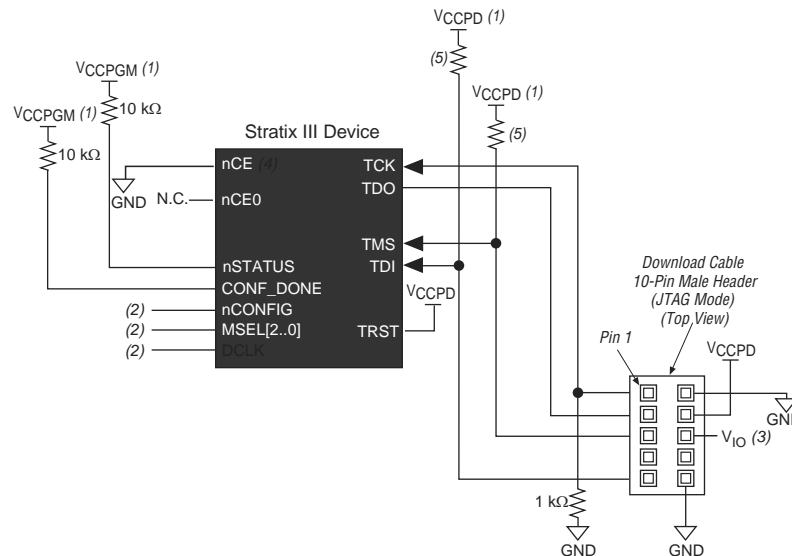 VCCPD (1)
(5)
VCCPGM (1)
10 kΩ
VCCPD (1)
(5)
VCCPGM (1)
10 kΩ
Stratix III Device
nCE (4)
TCK
GND
N.C.
nCE0
TDO
TMS
nSTATUS
TDI
CONF_DONE
VCCPD
(2)
nCONFIG
(2)
MSEL[2..0]
TRST
(2)
DCLK
Download Cable
10-Pin Male Header
(JTAG Mode)
(Top View)
Pin 1
VCCPD
GND
VIO (3)
1 kΩ
GND
GND